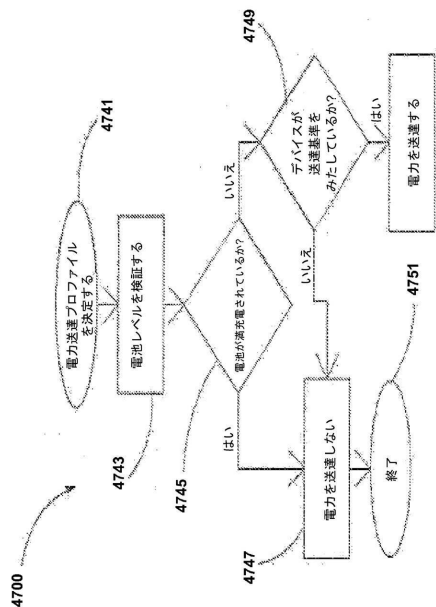 4700
4741
電力送達プロファイル
を決定する
4743
電池レベルを検証する
4745
電池が満充電されているか?
はい
いいえ
4749
デバイスが
送達基準を
みたしているか?
いいえ
はい
4747
電力を送達しない
電力を送達する
4751
終了